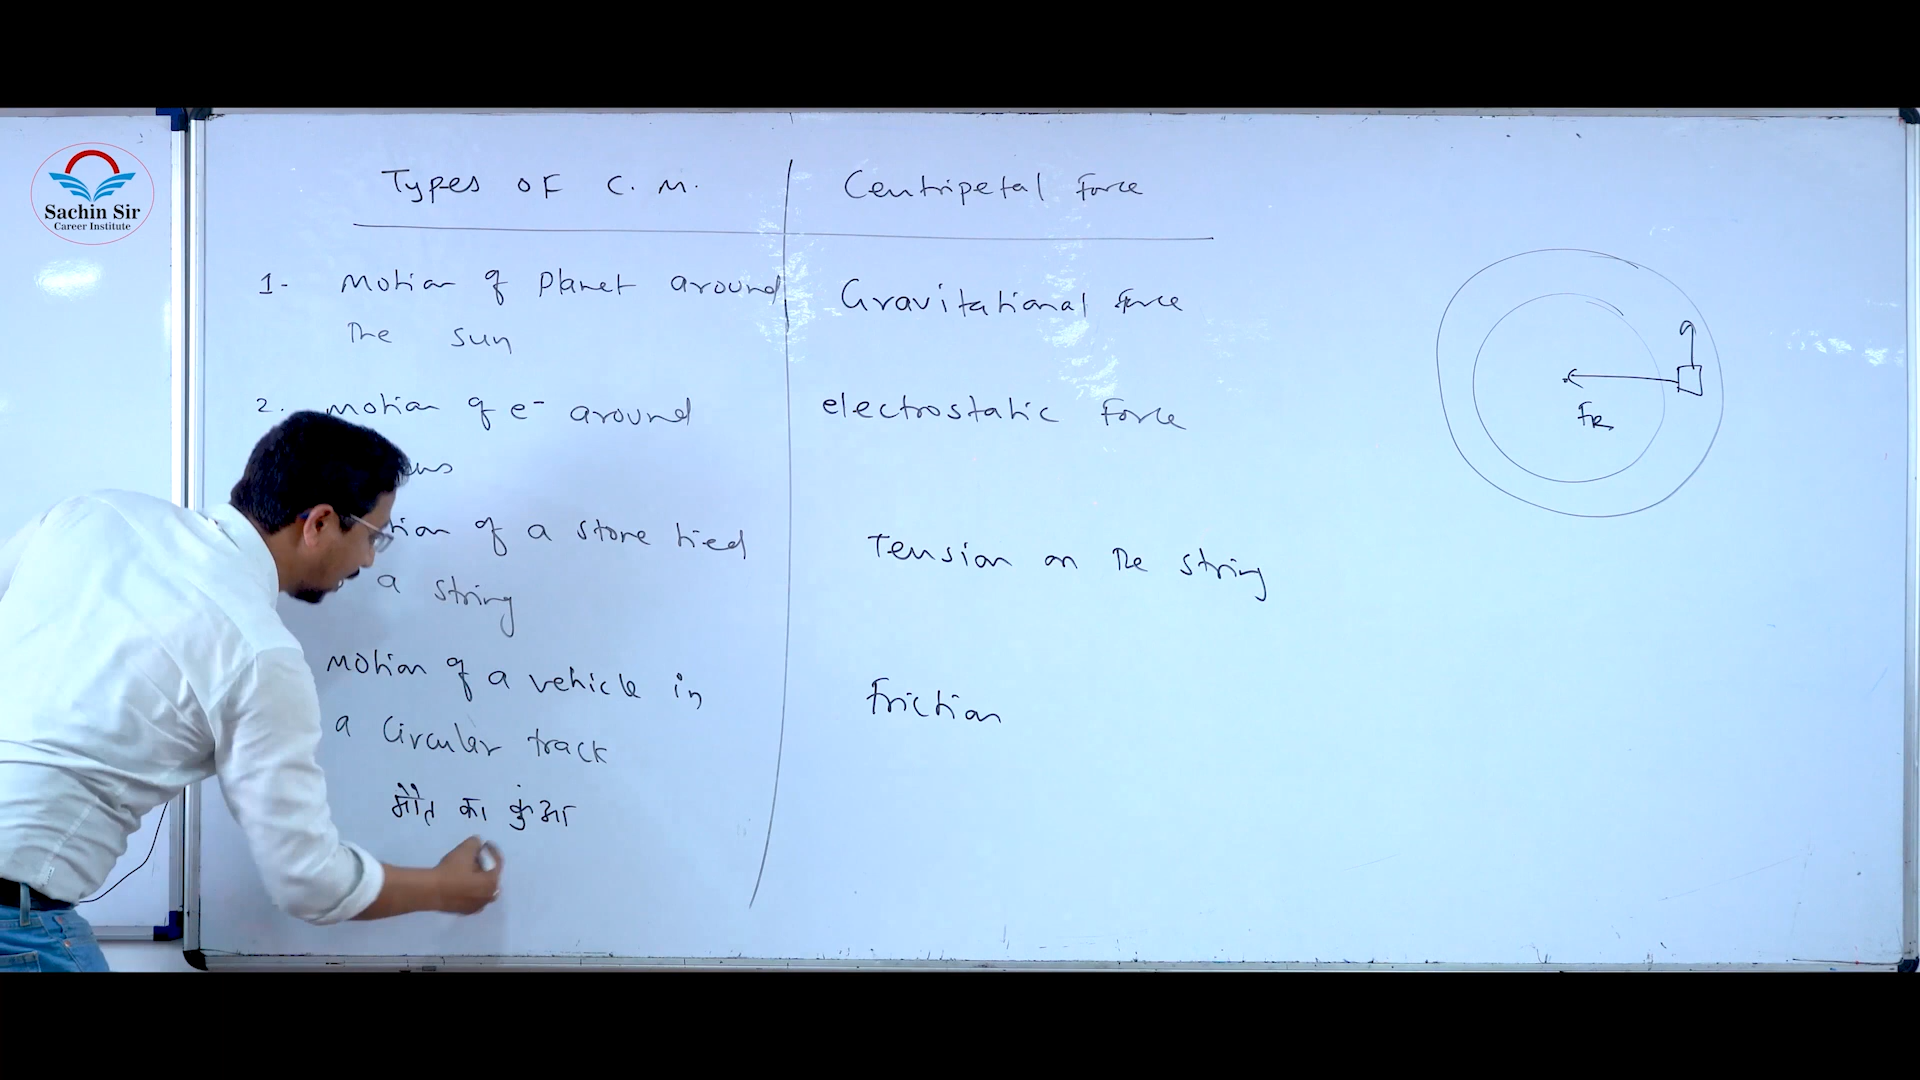 Sachin Sir
Career Institute
Types OF C. M.
Centripetal Force
1- Motion of Planet around
the sun
Gravitational Force
2. Motion of e- around
electrostatic Force
of a stone tied
a string
Tension on the string
Motion of a vehicle in
a Circular track
Friction
मौत का कुंआ
FR